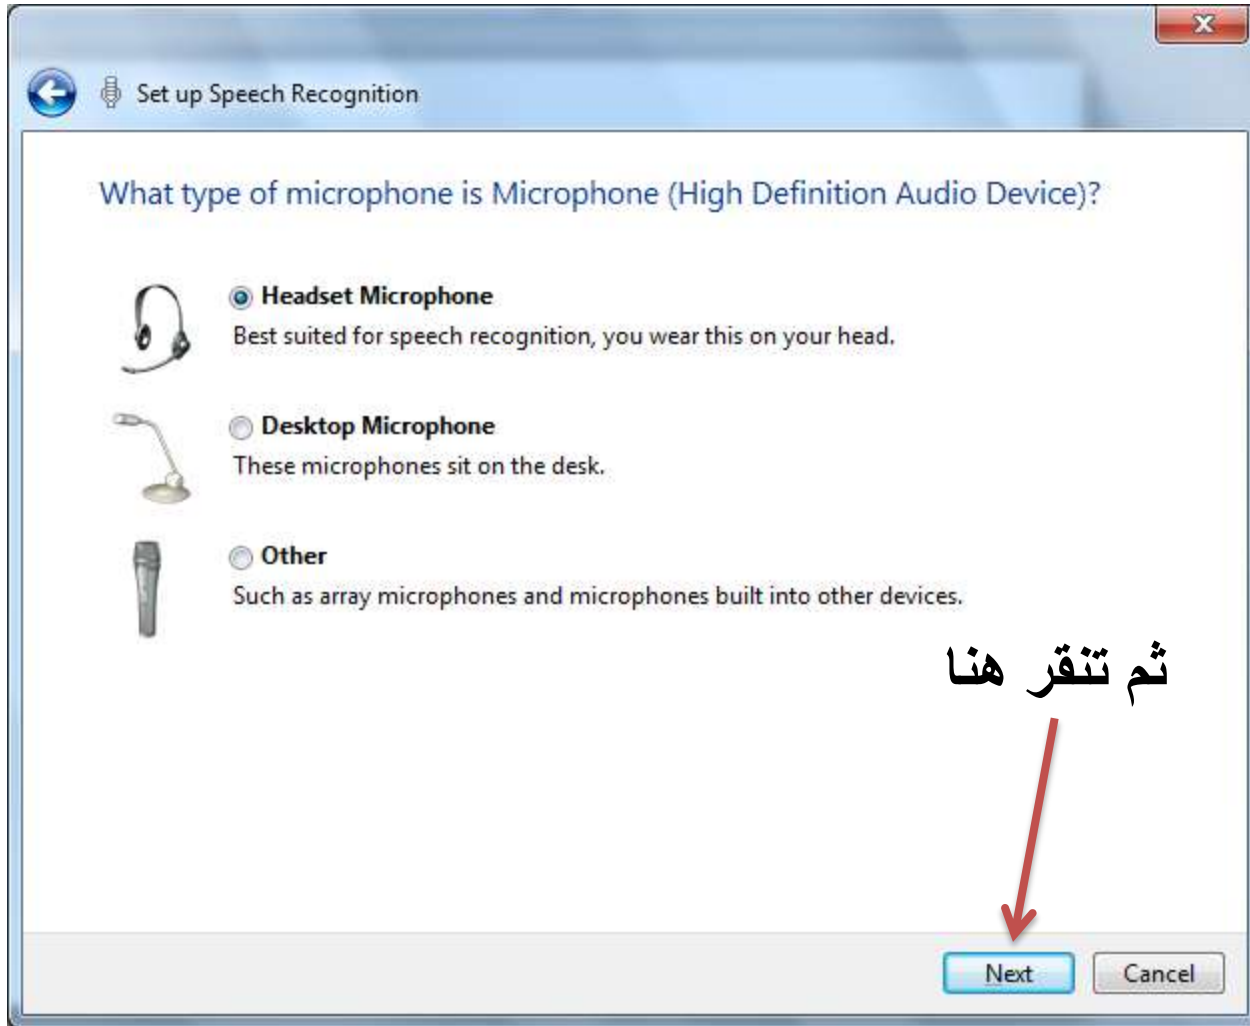 Set up Speech Recognition
What type of microphone is Microphone (High Definition Audio Device)?
Headset Microphone
Best suited for speech recognition, you wear this on your head.
Desktop Microphone
These microphones sit on the desk.
Other
Such as array microphones and microphones built into other devices.
ثم تنقر هنا
Next
Cancel